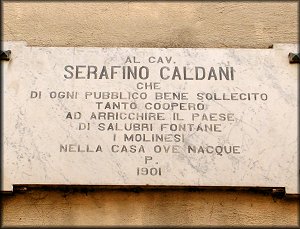 AL CAV.
SERAFINO CALDANI
CHE
DI OGNI PUBBLICO BENE SOLLECITO
TANTO COOPERO
AD ARRICCHIRE IL PAESE
DI SALUBRI FONTANE
I MOLINESI
NELLA CASA OVE NACQUE
P.
1901